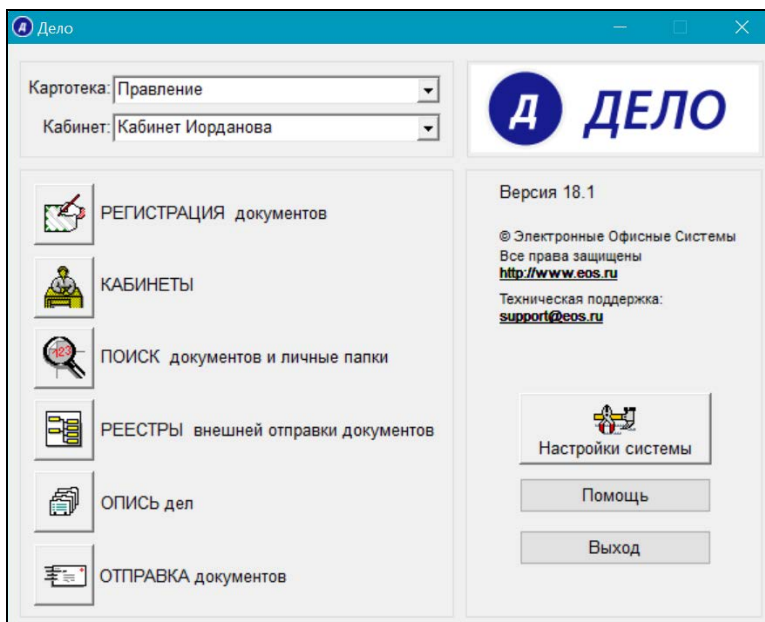 Д Дело
Картотека: Правление
Кабинет: Кабинет Иорданова
Д ДЕЛО
РЕГИСТРАЦИЯ документов
КАБИНЕТЫ
123
ПОИСК документов и личные папки
РЕЕСТРЫ внешней отправки документов
ОПИСЬ дел
ОТПРАВКА документов
Версия 18.1
© Электронные Офисные Системы
Все права защищены
http://www.eos.ru
Техническая поддержка:
support@eos.ru
Настройки системы
Помощь
Выход